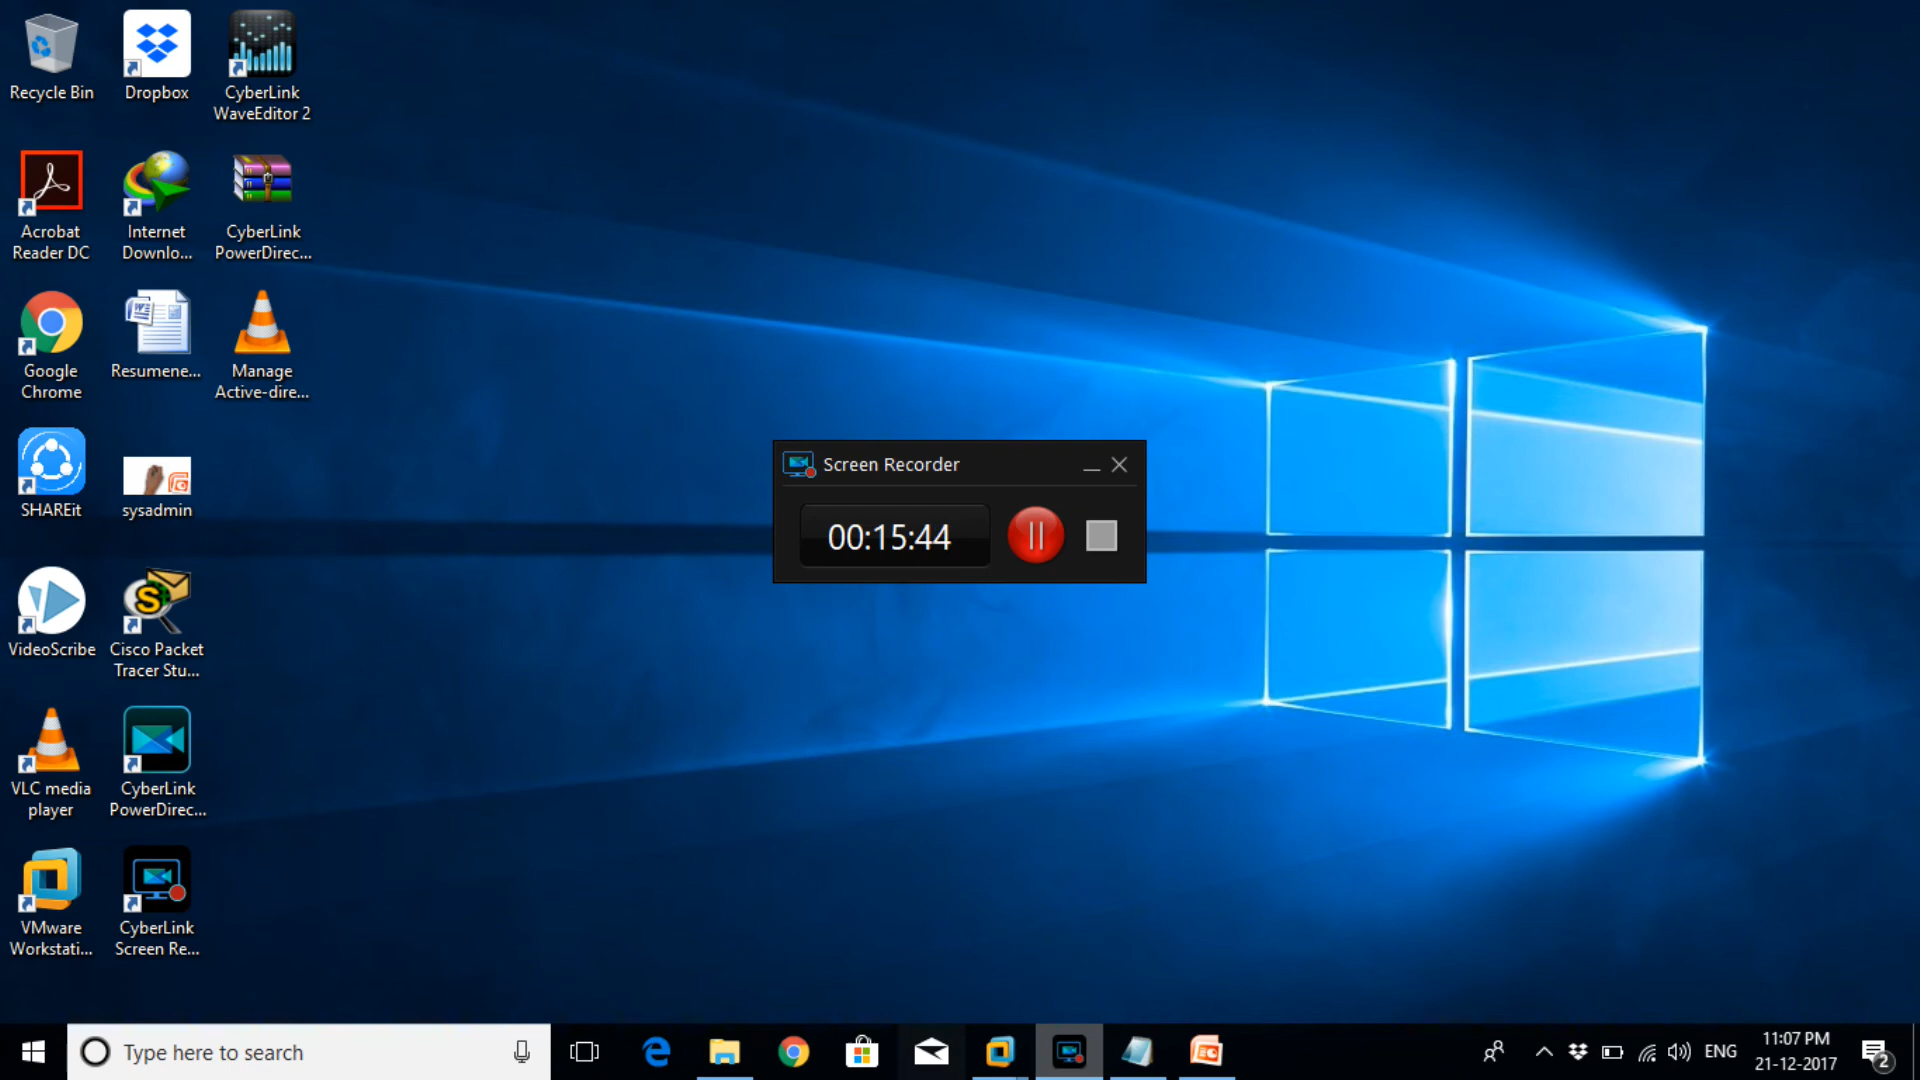 Recycle Bin
Dropbox
CyberLink
WaveEditor 2
Acrobat
Reader DC
Internet
Downlo...
CyberLink
PowerDirec...
Google
Chrome
Resumene...
Manage
Active-dire...
SHAREit
sysadmin
VideoScribe
Cisco Packet
Tracer Stu...
VLC media
player
CyberLink
PowerDirec...
VMware
Workstati...
CyberLink
Screen Re...
Screen Recorder
00:15:44
Type here to search
ENG
11:07 PM
21-12-2017
2